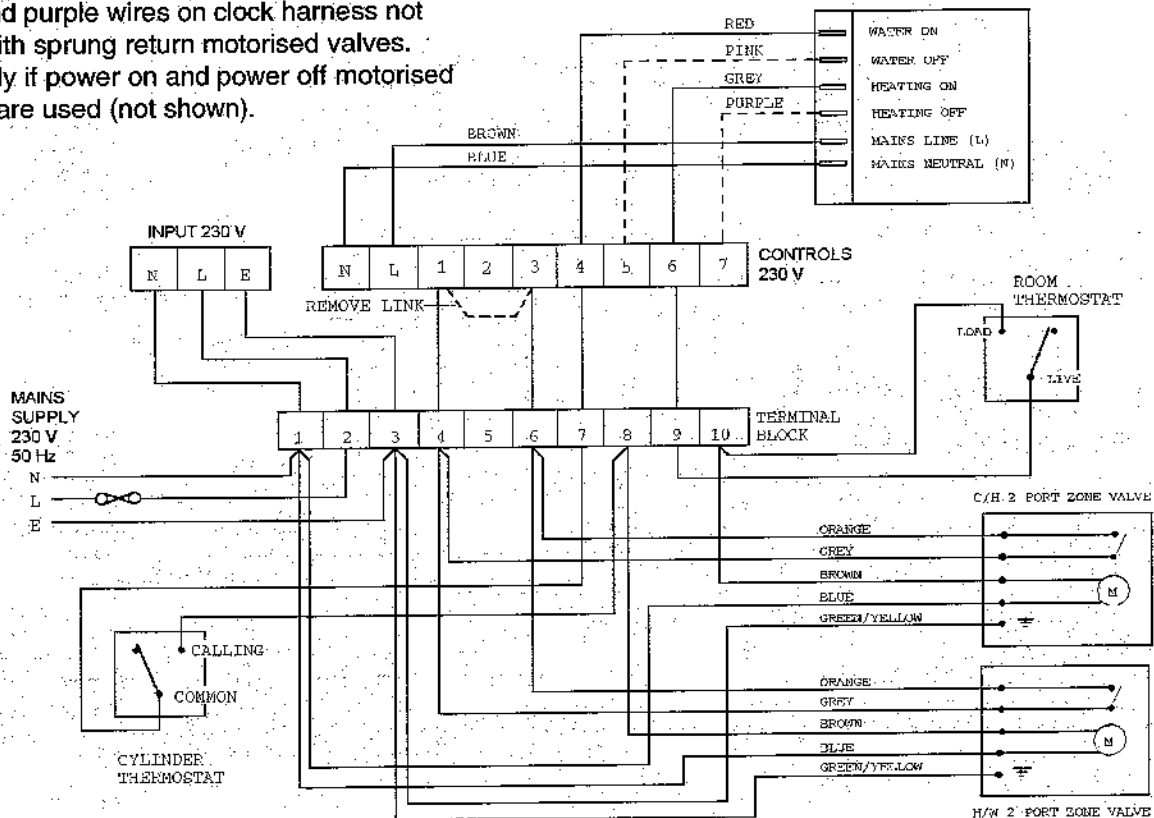 d purple wires on clock harness not
ith sprung return motorised valves.
ly if power on and power off motorised
are used (not shown).
RED
PINK
GREY
PURPLE
BROWN
BLUE
WATER ON
WATER OFF
HEATING ON
HEATING OFF
MAINS LINE (L)
MAINS NEUTRAL (N)
INPUT 230 V
N L E
N L 1 2 3 4 5 6 7
CONTROLS
230 V
REMOVE LINK
ROOM
THERMOSTAT
LOAD
LIVE
MAINS
SUPPLY
230 V
50 Hz
N
L
E
1 2 3 4 5 6 7 8 9 10
TERMINAL
BLOCK
C/H 2 PORT ZONE VALVE
ORANGE
GREY
BROWN
BLUE
GREEN/YELLOW
M
CALLING
COMMON
CYLINDER
THERMOSTAT
ORANGE
GREY
BROWN
BLUE
GREEN/YELLOW
M
H/W 2 PORT ZONE VALVE